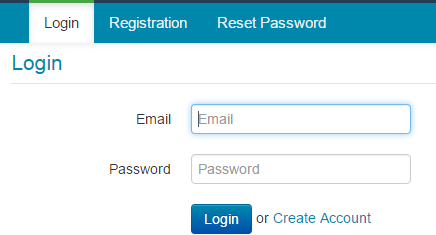 Login Registration Reset Password
Login
Email Email
Password Password
Login or Create Account